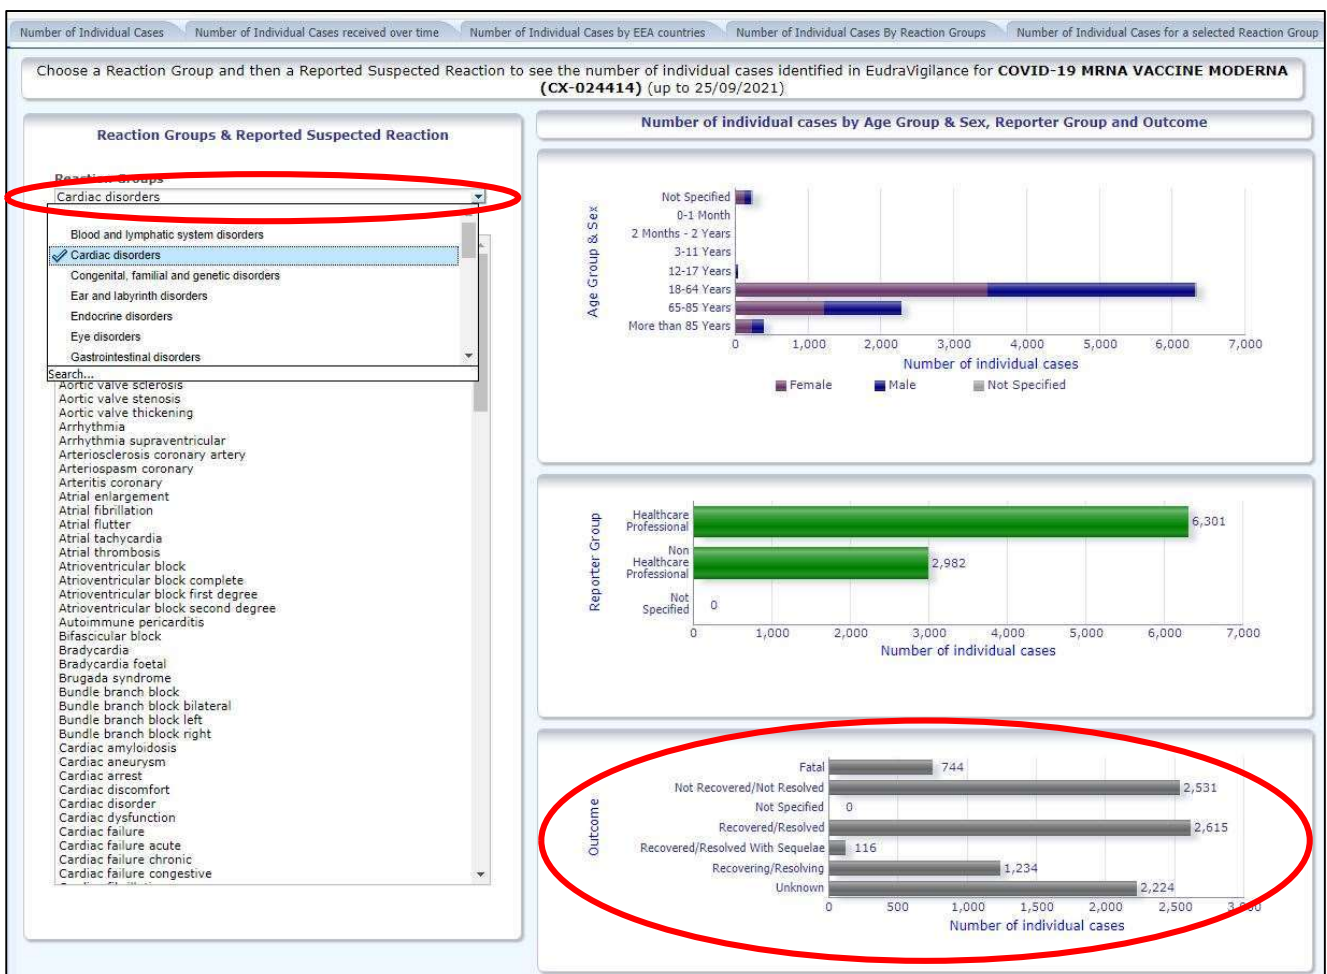 Number of Individual Cases
Number of Individual Cases received over time
Number of Individual Cases by EEA countries
Number of Individual Cases By Reaction Groups
Number of Individual Cases for a selected Reaction Group
Choose a Reaction Group and then a Reported Suspected Reaction to see the number of individual cases identified in EudraVigilance for COVID-19 MRNA VACCINE MODERNA
(CX-024414) (up to 25/09/2021)
Reaction Groups & Reported Suspected Reaction
Reaction Groups
Cardiac disorders
Blood and lymphatic system disorders
Cardiac disorders
Congenital, familial and genetic disorders
Ear and labyrinth disorders
Endocrine disorders
Eye disorders
Gastrointestinal disorders
Search...
Aortic valve sclerosis
Aortic valve stenosis
Aortic valve thickening
Arrhythmia
Arrhythmia supraventricular
Arteriosclerosis coronary artery
Arteriospasm coronary
Arteritis coronary
Atrial enlargement
Atrial fibrillation
Atrial flutter
Atrial tachycardia
Atrial thrombosis
Atrioventricular block
Atrioventricular block complete
Atrioventricular block first degree
Atrioventricular block second degree
Autoimmune pericarditis
Bifascicular block
Bradycardia
Bradycardia foetal
Brugada syndrome
Bundle branch block
Bundle branch block bilateral
Bundle branch block left
Bundle branch block right
Cardiac amyloidosis
Cardiac aneurysm
Cardiac arrest
Cardiac discomfort
Cardiac disorder
Cardiac dysfunction
Cardiac failure
Cardiac failure acute
Cardiac failure chronic
Cardiac failure congestive
Number of individual cases by Age Group & Sex, Reporter Group and Outcome
Age Group & Sex
Not Specified
0-1 Month
2 Months - 2 Years
3-11 Years
12-17 Years
18-64 Years
65-85 Years
More than 85 Years
0 1,000 2,000 3,000 4,000 5,000 6,000 7,000
Number of individual cases
Female Male Not Specified
Reporter Group
Healthcare
Professional
6,301
Non
Healthcare
Professional
2,982
Not
Specified
0
0 1,000 2,000 3,000 4,000 5,000 6,000 7,000
Number of individual cases
Outcome
Fatal 744
Not Recovered/Not Resolved 2,531
Not Specified 0
Recovered/Resolved 2,615
Recovered/Resolved With Sequelae 116
Recovering/Resolving 1,234
Unknown 2,224
0 500 1,000 1,500 2,000 2,500
Number of individual cases